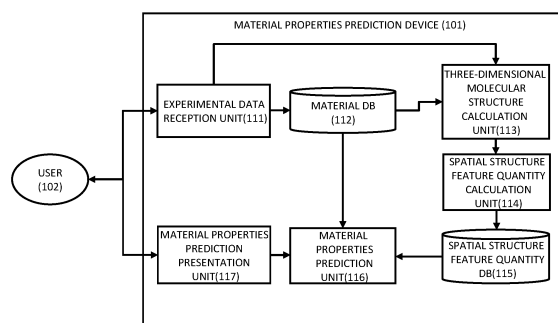 MATERIAL PROPERTIES PREDICTION DEVICE (101)
EXPERIMENTAL DATA
RECEPTION UNIT(111)
MATERIAL DB
(112)
THREE-DIMENSIONAL
MOLECULAR
STRUCTURE
CALCULATION
UNIT(113)
USER
(102)
SPATIAL STRUCTURE
FEATURE QUANTITY
CALCULATION
UNIT(114)
MATERIAL PROPERTIES
PREDICTION
PRESENTATION
UNIT(117)
MATERIAL
PROPERTIES
PREDICTION
UNIT(116)
SPATIAL STRUCTURE
FEATURE QUANTITY
DB(115)